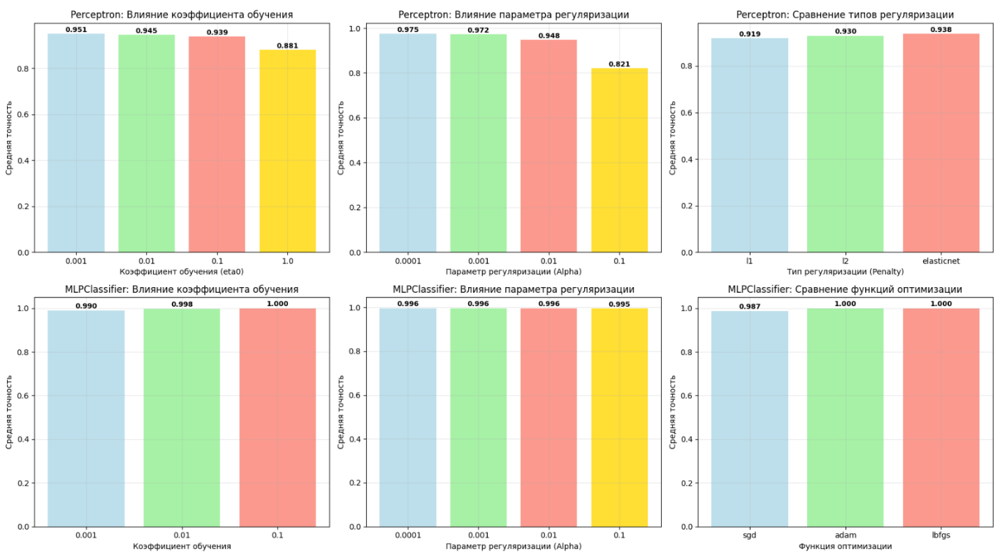 Perceptron: Влияние коэффициента обучения
0.951
0.945
0.939
0.881
0.8
0.6
0.4
0.2
0.0
Средняя точность
0.001
0.01
0.1
1.0
Коэффициент обучения (eta0)
Perceptron: Влияние параметра регуляризации
0.975
0.972
0.948
0.821
1.0
0.8
0.6
0.4
0.2
0.0
Средняя точность
0.0001
0.001
0.01
0.1
Параметр регуляризации (Alpha)
Perceptron: Сравнение типов регуляризации
0.919
0.930
0.938
0.8
0.6
0.4
0.2
0.0
Средняя точность
l1
l2
elasticnet
Тип регуляризации (Penalty)
MLPClassifier: Влияние коэффициента обучения
0.990
0.998
1.000
1.0
0.8
0.6
0.4
0.2
0.0
Средняя точность
0.001
0.01
0.1
Коэффициент обучения
MLPClassifier: Влияние параметра регуляризации
0.996
0.996
0.996
0.995
1.0
0.8
0.6
0.4
0.2
0.0
Средняя точность
0.0001
0.001
0.01
0.1
Параметр регуляризации (Alpha)
MLPClassifier: Сравнение функций оптимизации
0.987
1.000
1.000
1.0
0.8
0.6
0.4
0.2
0.0
Средняя точность
sgd
adam
lbfgs
Функция оптимизации